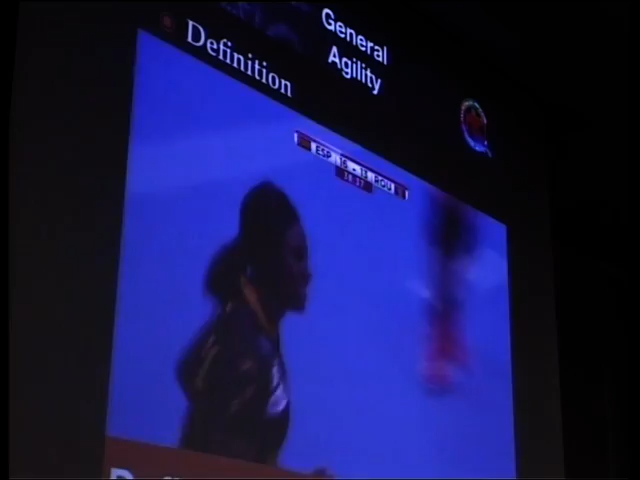 General
Agility
Definition
ESP 16 - 13 ROU